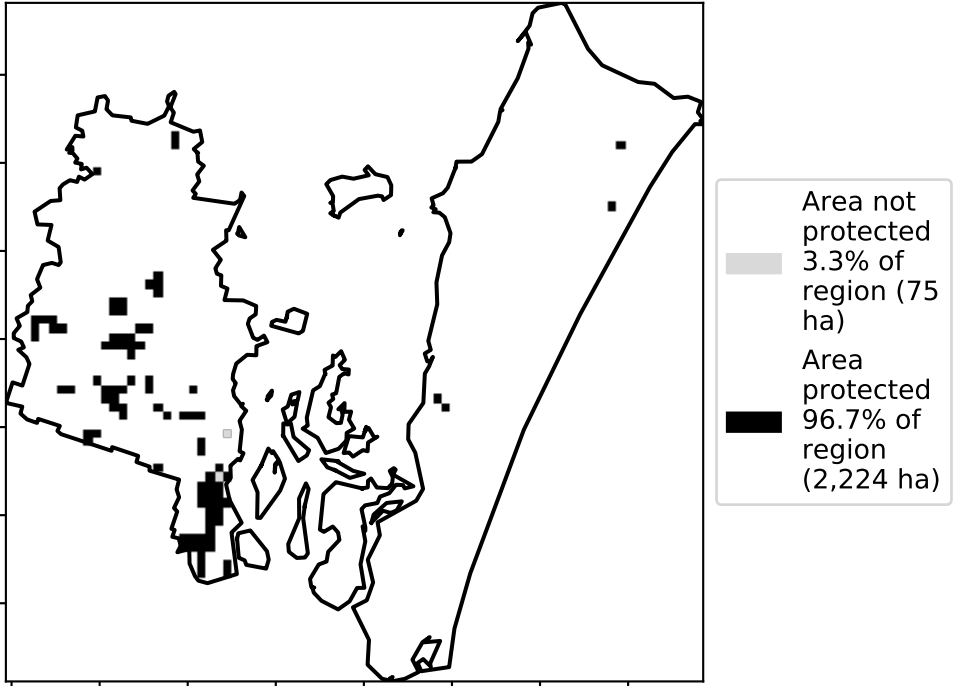 Area not
protected
3.3% of
region (75
ha)
Area
protected
96.7% of
region
(2,224 ha)